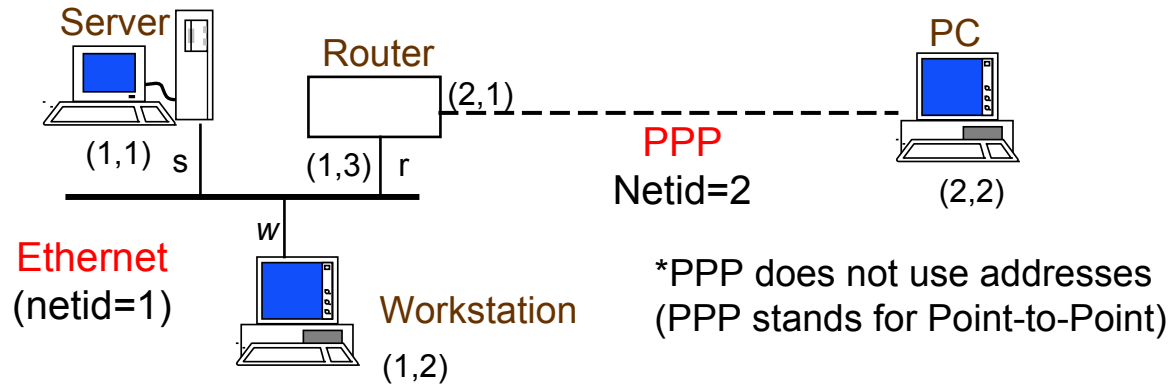 Server
Router
PC
(2,1)
PPP
Netid=2
(1,1)
s
(1,3)
r
(2,2)
w
Ethernet
(netid=1)
Workstation
(1,2)
*PPP does not use addresses
(PPP stands for Point-to-Point)